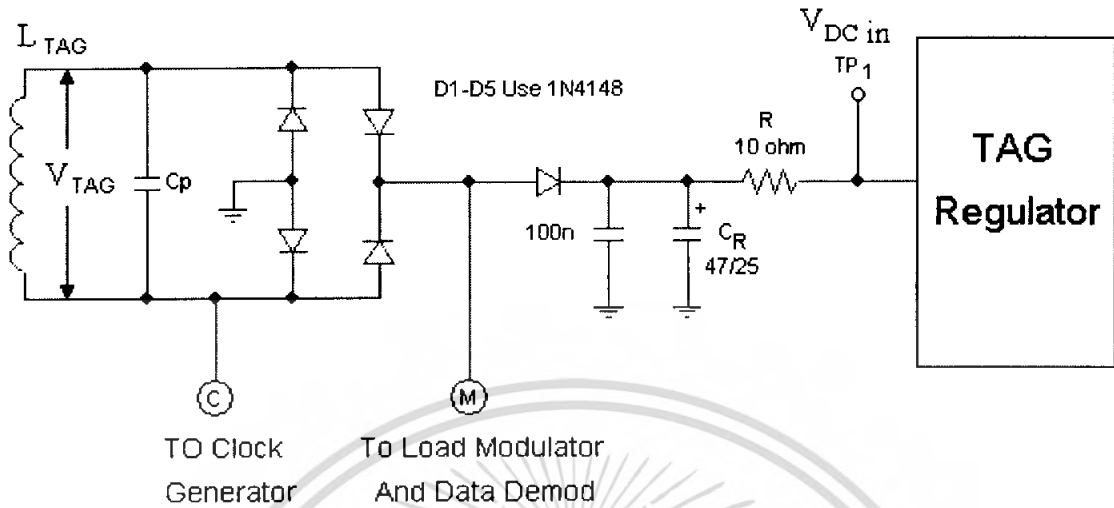 L TAG
V TAG
Cp
D1-D5 Use 1N4148
100n
+
C R
47/25
R
10 ohm
V DC in
TP 1
TAG
Regulator
C
M
TO Clock
Generator
To Load Modulator
And Data Demod